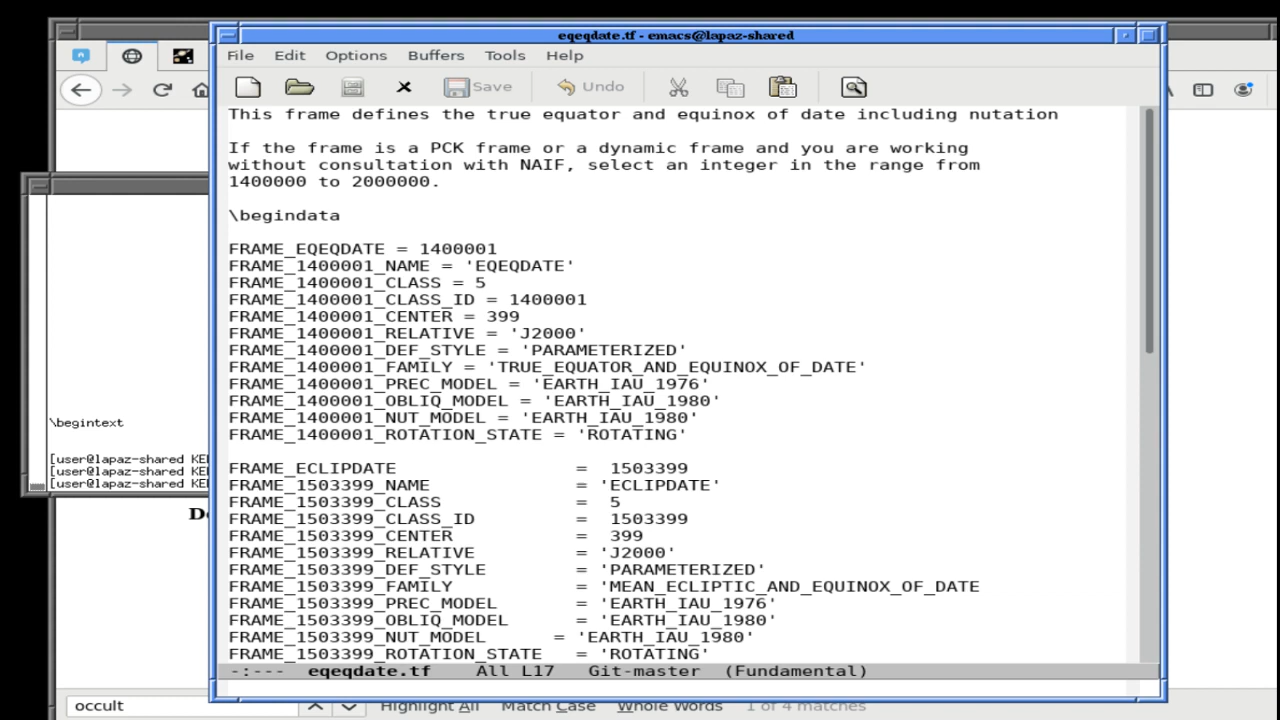 eqeqdate.tf - emacs@lapaz-shared
File Edit Options Buffers Tools Help
Save Undo
This frame defines the true equator and equinox of date including nutation
If the frame is a PCK frame or a dynamic frame and you are working
without consultation with NAIF, select an integer in the range from
1400000 to 2000000.
\begindata
FRAME_EQEQDATE = 1400001
FRAME_1400001_NAME = 'EQEQDATE'
FRAME_1400001_CLASS = 5
FRAME_1400001_CLASS_ID = 1400001
FRAME_1400001_CENTER = 399
FRAME_1400001_RELATIVE = 'J2000'
FRAME_1400001_DEF_STYLE = 'PARAMETERIZED'
FRAME_1400001_FAMILY = 'TRUE_EQUATOR_AND_EQUINOX_OF_DATE'
FRAME_1400001_PREC_MODEL = 'EARTH_IAU_1976'
FRAME_1400001_OBLIQ_MODEL = 'EARTH_IAU_1980'
FRAME_1400001_NUT_MODEL = 'EARTH_IAU_1980'
FRAME_1400001_ROTATION_STATE = 'ROTATING'
FRAME_ECLIPDATE = 1503399
FRAME_1503399_NAME = 'ECLIPDATE'
FRAME_1503399_CLASS = 5
FRAME_1503399_CLASS_ID = 1503399
FRAME_1503399_CENTER = 399
FRAME_1503399_RELATIVE = 'J2000'
FRAME_1503399_DEF_STYLE = 'PARAMETERIZED'
FRAME_1503399_FAMILY = 'MEAN_ECLIPTIC_AND_EQUINOX_OF_DATE
FRAME_1503399_PREC_MODEL = 'EARTH_IAU_1976'
FRAME_1503399_OBLIQ_MODEL = 'EARTH_IAU_1980'
FRAME_1503399_NUT_MODEL = 'EARTH_IAU_1980'
FRAME_1503399_ROTATION_STATE = 'ROTATING'
-:--- eqeqdate.tf All L17 Git-master (Fundamental)
\begintext
[user@lapaz-shared
[user@lapaz-shared
[user@lapaz-shared
occult Highlight All Match Case Whole Words 1 of 4 matches